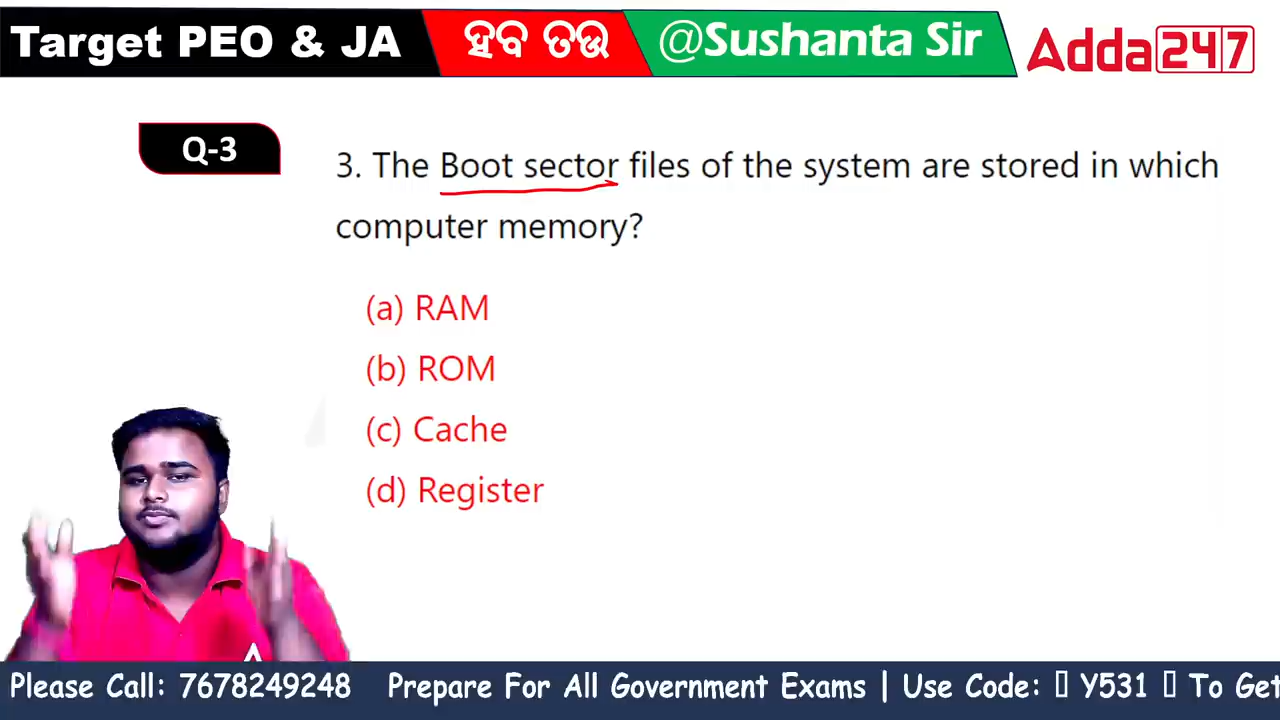 Target PEO & JA ହବ ତଉ @Sushanta Sir Adda247
Q-3
3. The Boot sector files of the system are stored in which
computer memory?
(a) RAM
(b) ROM
(c) Cache
(d) Register
Please Call: 7678249248 Prepare For All Government Exams | Use Code: Y531 To Get